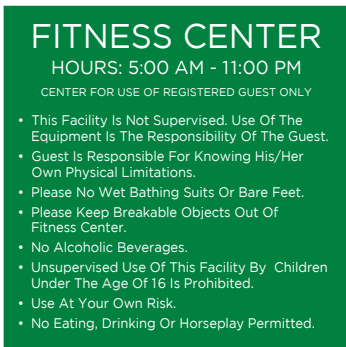 FITNESS CENTER
HOURS: 5:00 AM - 11:00 PM
CENTER FOR USE OF REGISTERED GUEST ONLY
• This Facility Is Not Supervised. Use Of The
Equipment Is The Responsibility Of The Guest.
• Guest Is Responsible For Knowing His/Her
Own Physical Limitations.
• Please No Wet Bathing Suits Or Bare Feet.
• Please Keep Breakable Objects Out Of
Fitness Center.
• No Alcoholic Beverages.
• Unsupervised Use Of This Facility By Children
Under The Age Of 16 Is Prohibited.
• Use At Your Own Risk.
• No Eating, Drinking Or Horseplay Permitted.